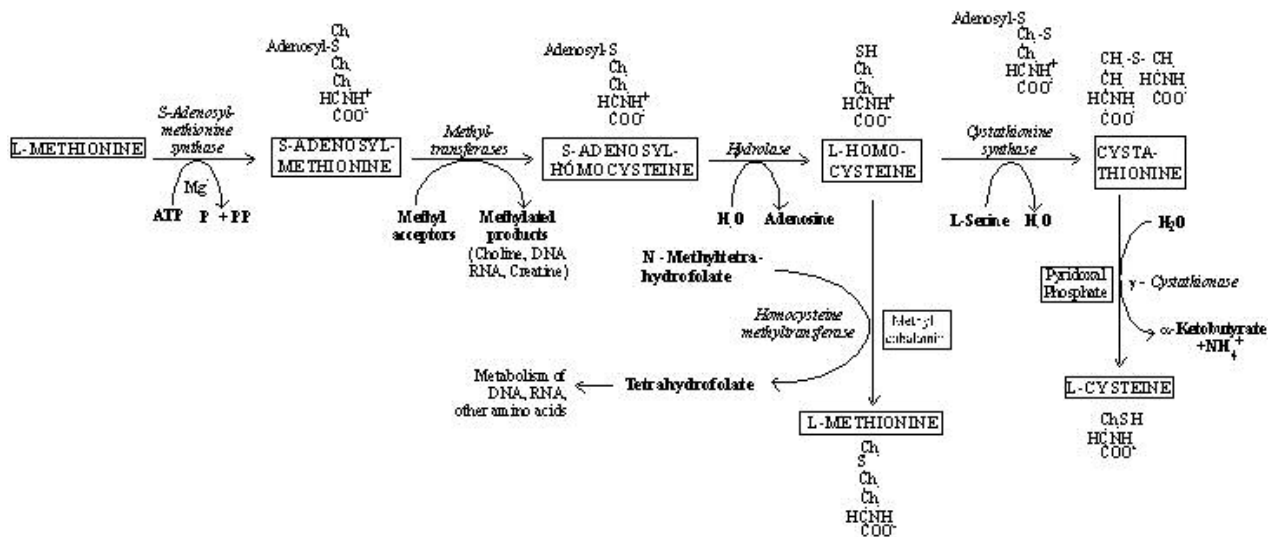 Ch
Adenosyl-S
Ch
Ch
HCNH+
COO-
Adenosyl-S
Ch
Ch
HCNH+
COO-
SH
Ch
Ch
HCNH+
COO-
Adenosyl-S
Ch -S
Ch
HCNH+
COO-
CH -S- CH
CH HCNH
HCNH COO-
COO-
L-METHIONINE
S-Adenosyl-
methionine
synthase
Mg
ATP P + PP
S-ADENOSYL-
METHIONINE
Methyl-
transferases
Methyl
acceptors
Methylated
products
(Choline, DNA
RNA, Creatine)
S-ADENOSYL-
HOMOCYSTEINE
Hydrolase
H O Adenosine
L-HOMO-
CYSTEINE
Cystathionine
synthase
L-Serine H O
CYSTA-
THIONINE
H2O
Pyridoxal
Phosphate
γ - Cystathionase
α-Ketobutyrate
+NH4+
L-CYSTEINE
ChSH
HCNH
COO-
N - Methyltetra-
hydrofolate
Homocysteine
methyltransferase
Methyl
cobalamin
Tetrahydrofolate
Metabolism of
DNA, RNA,
other amino acids
L-METHIONINE
Ch
S
Ch
Ch
HCNH
COO-